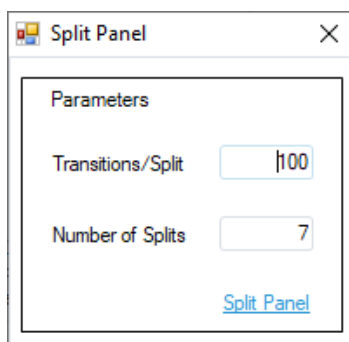 Split Panel
Parameters
Transitions/Split 100
Number of Splits 7
Split Panel